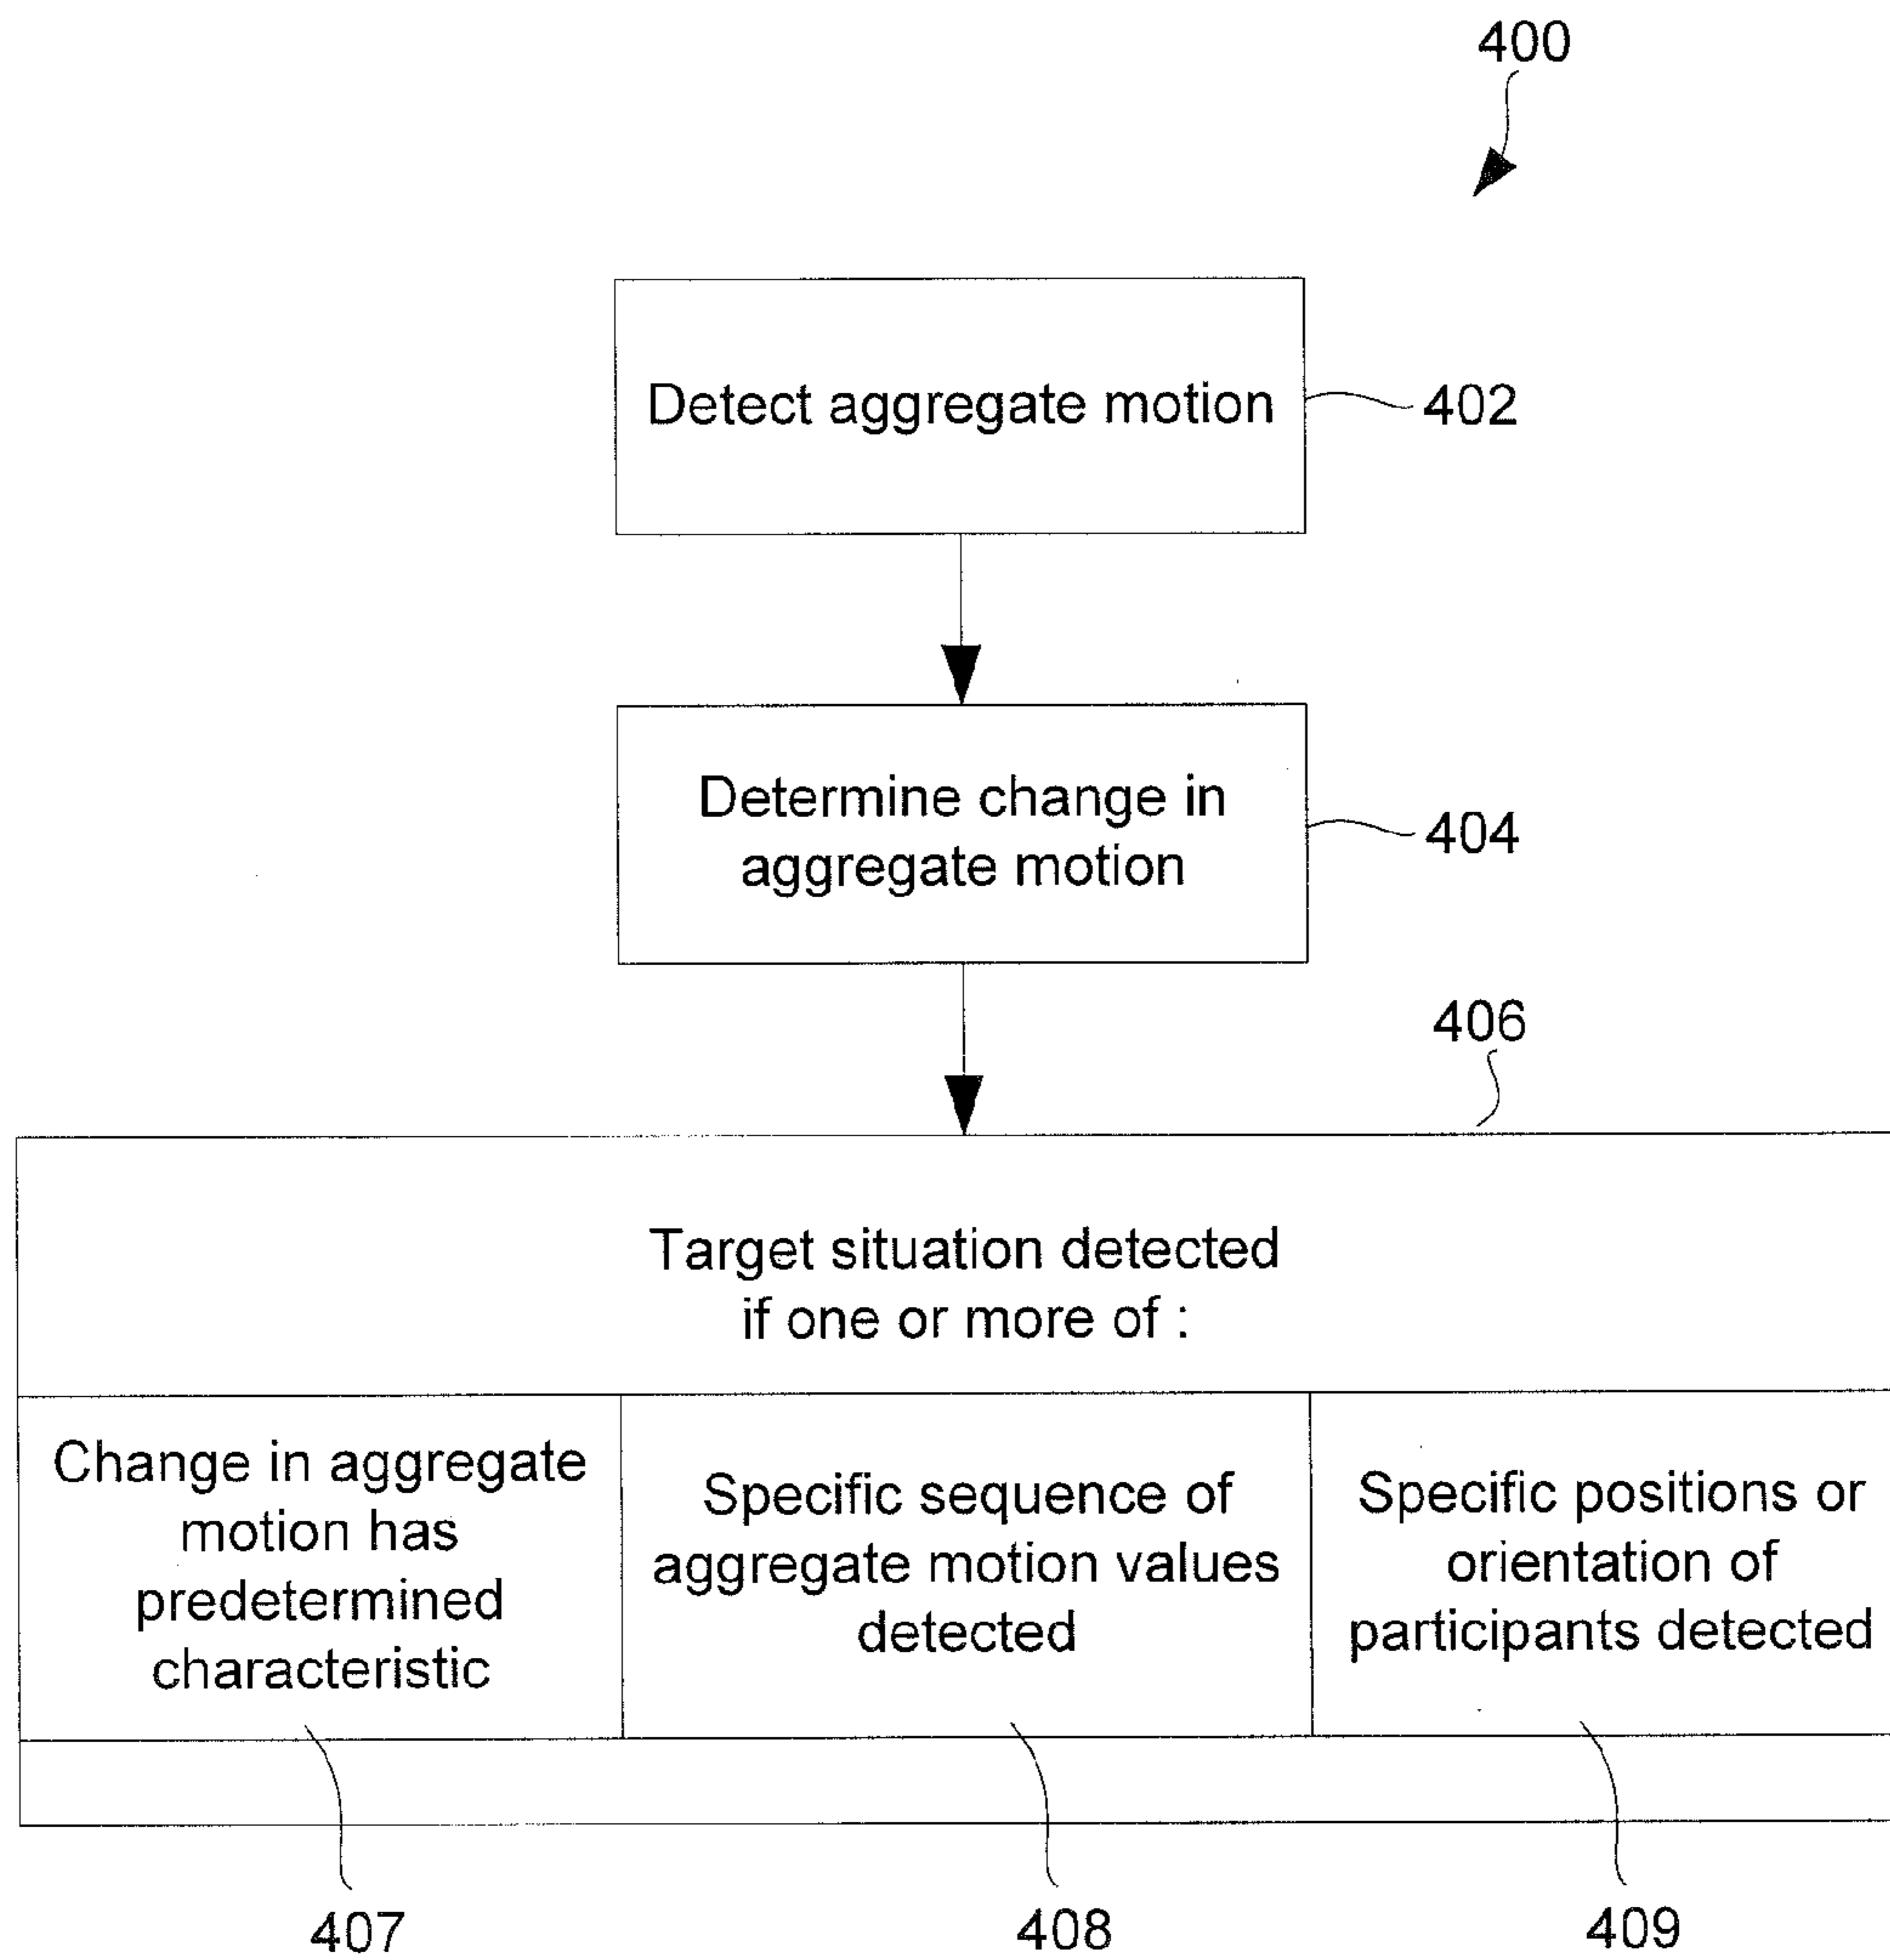 400
Detect aggregate motion
402
Determine change in
aggregate motion
404
406
Target situation detected
if one or more of :
Change in aggregate
motion has
predetermined
characteristic
Specific sequence of
aggregate motion values
detected
Specific positions or
orientation of
participants detected
407
408
409